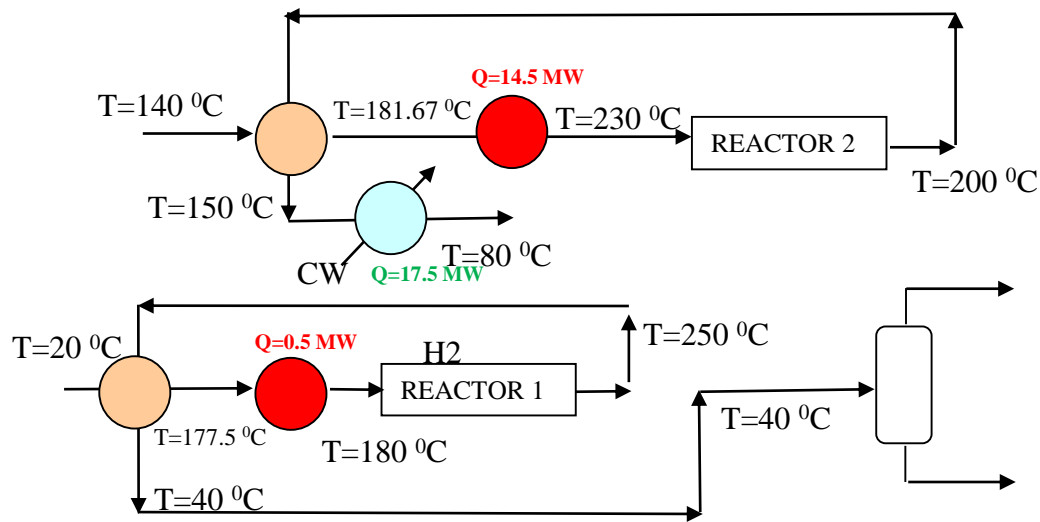 Q=14.5 MW
T=140 ⁰C
T=181.67 ⁰C
T=230 ⁰C
REACTOR 2
T=200 ⁰C
T=150 ⁰C
T=80 ⁰C
CW
Q=17.5 MW
T=20 ⁰C
Q=0.5 MW
H2
T=250 ⁰C
REACTOR 1
T=40 ⁰C
T=177.5 ⁰C
T=180 ⁰C
T=40 ⁰C